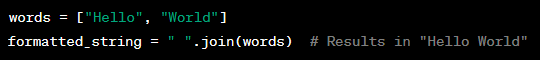 words = ["Hello", "World"]
formatted_string = " ".join(words)  # Results in "Hello World"